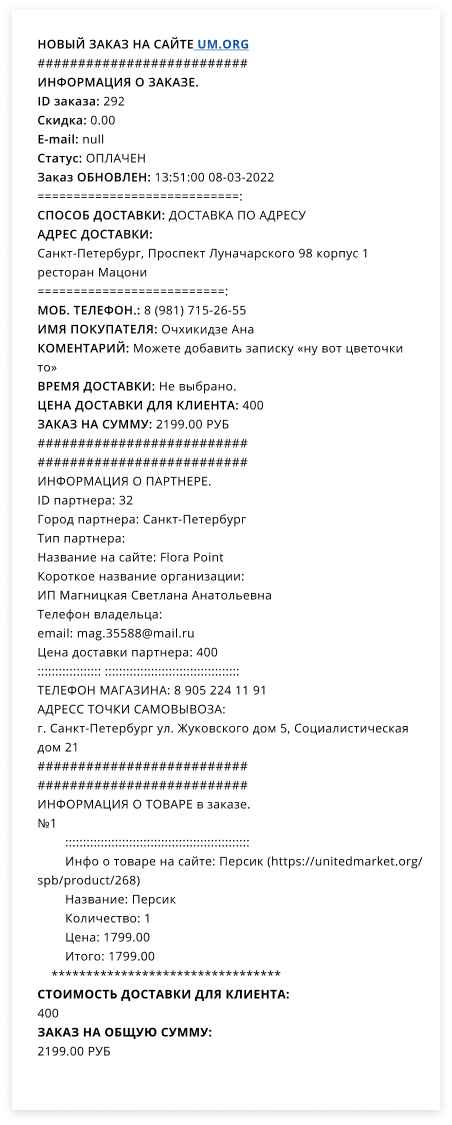 НОВЫЙ ЗАКАЗ НА САЙТЕ UM.ORG
##########################
ИНФОРМАЦИЯ О ЗАКАЗЕ.
ID заказа: 292
Скидка: 0.00
E-mail: null
Статус: ОПЛАЧЕН
Заказ ОБНОВЛЕН: 13:51:00 08-03-2022
============================:
СПОСОБ ДОСТАВКИ: ДОСТАВКА ПО АДРЕСУ
АДРЕС ДОСТАВКИ:
Санкт-Петербург, Проспект Луначарского 98 корпус 1
ресторан Мацони
==========================:
МОБ. ТЕЛЕФОН.: 8 (981) 715-26-55
ИМЯ ПОКУПАТЕЛЯ: Очхикидзе Ана
КОМЕНТАРИЙ: Можете добавить записку «ну вот цветочки
то»
ВРЕМЯ ДОСТАВКИ: Не выбрано.
ЦЕНА ДОСТАВКИ ДЛЯ КЛИЕНТА: 400
ЗАКАЗ НА СУММУ: 2199.00 РУБ
##########################
##########################
ИНФОРМАЦИЯ О ПАРТНЕРЕ.
ID партнера: 32
Город партнера: Санкт-Петербург
Тип партнера:
Название на сайте: Flora Point
Короткое название организации:
ИП Магницкая Светлана Анатольевна
Телефон владельца:
email: mag.35588@mail.ru
Цена доставки партнера: 400
:::::::::::::::::: ::::::::::::::::::::::::::::::::::::::
ТЕЛЕФОН МАГАЗИНА: 8 905 224 11 91
АДРЕСС ТОЧКИ САМОВЫВОЗА:
г. Санкт-Петербург ул. Жуковского дом 5, Социалистическая
дом 21
##########################
##########################
ИНФОРМАЦИЯ О ТОВАРЕ в заказе.
№1
::::::::::::::::::::::::::::::::::::::::::::::::::::
Инфо о товаре на сайте: Персик (https://unitedmarket.org/
spb/product/268)
Название: Персик
Количество: 1
Цена: 1799.00
Итого: 1799.00
*********************************
СТОИМОСТЬ ДОСТАВКИ ДЛЯ КЛИЕНТА:
400
ЗАКАЗ НА ОБЩУЮ СУММУ:
2199.00 РУБ